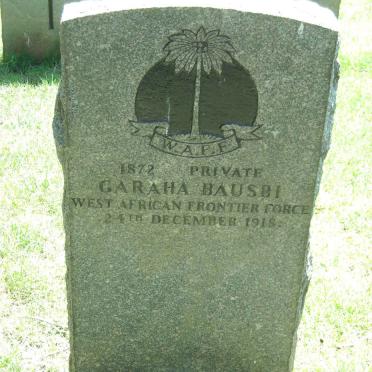 W.A.F.F.
1872 PRIVATE
GARAHA BAUSBI
WEST AFRICAN FRONTIER FORCE
24TH DECEMBER 1918.